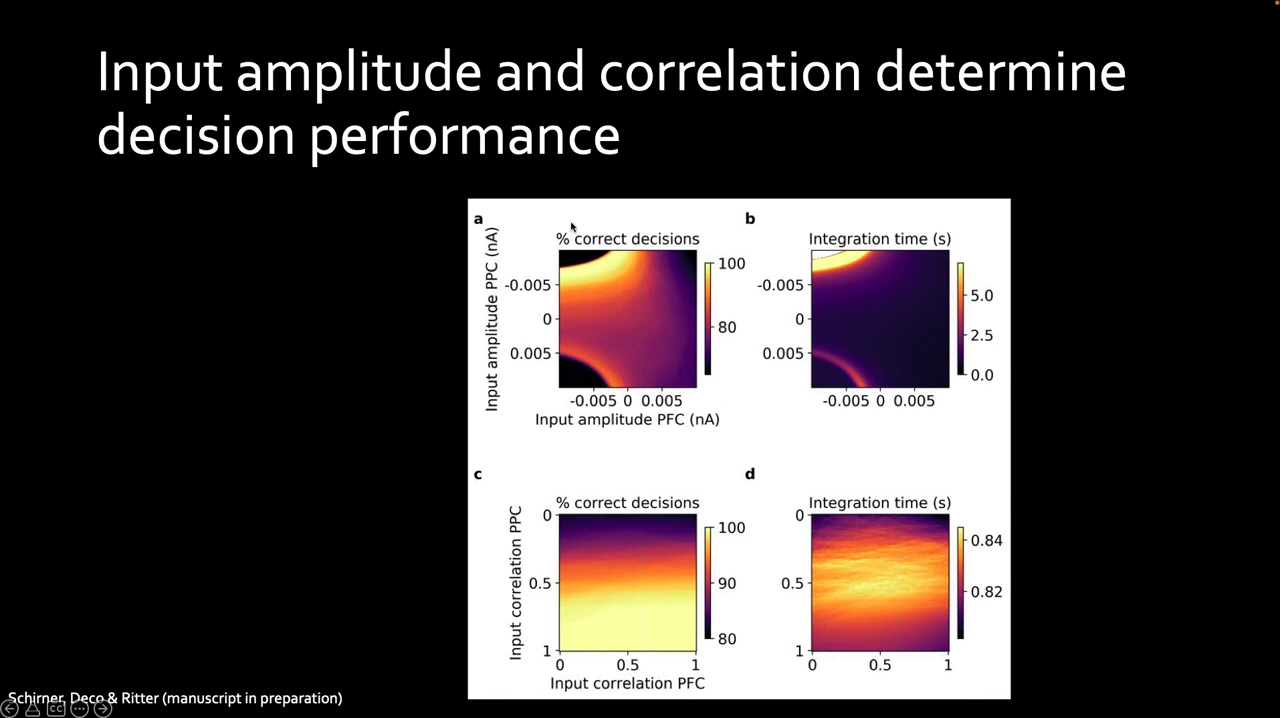 Input amplitude and correlation determine
decision performance
a
% correct decisions
Input amplitude PPC (nA)
-0.005
0
0.005
100
80
-0.005 0 0.005
Input amplitude PFC (nA)
b
Integration time (s)
-0.005
0
0.005
5.0
2.5
0.0
-0.005 0 0.005
c
% correct decisions
Input correlation PPC
0
0.5
1
100
90
80
0 0.5 1
Input correlation PFC
d
Integration time (s)
0
0.5
1
0.84
0.82
0 0.5 1
Schirner, Deco & Ritter (manuscript in preparation)
CC